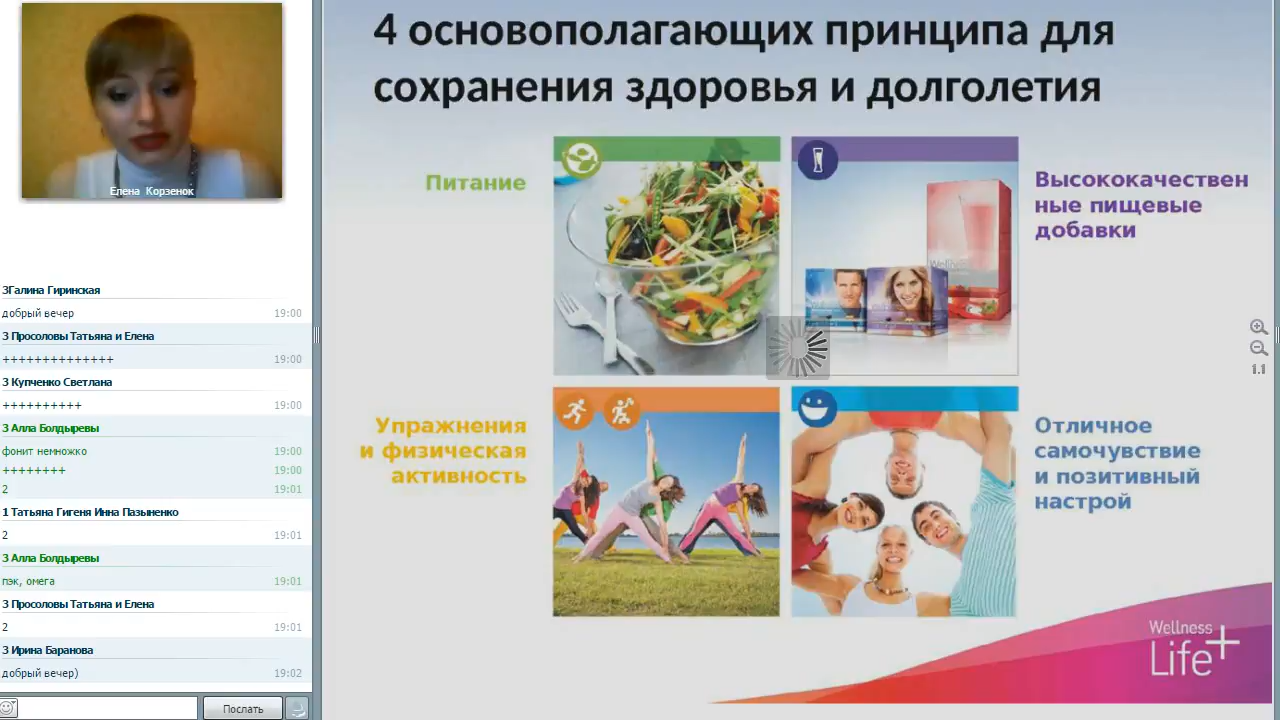 Елена Корзенок
3Галина Гиринская
добрый вечер 19:00
3 Просоловы Татьяна и Елена
++++++++++++++ 19:00
3 Купченко Светлана
++++++++++ 19:00
3 Алла Болдыревы
фонит немножко 19:00
++++++++ 19:00
2 19:01
1 Татьяна Гигеня Инна Пазыненко
2 19:01
3 Алла Болдыревы
пэк, омега 19:01
3 Просоловы Татьяна и Елена
2 19:01
3 Ирина Баранова
добрый вечер) 19:02
Послать
4 основополагающих принципа для
сохранения здоровья и долголетия
Питание
Высококачествен
ные пищевые
добавки
Упражнения
и физическая
активность
Отличное
самочувствие
и позитивный
настрой
1.1
Wellness
Life+